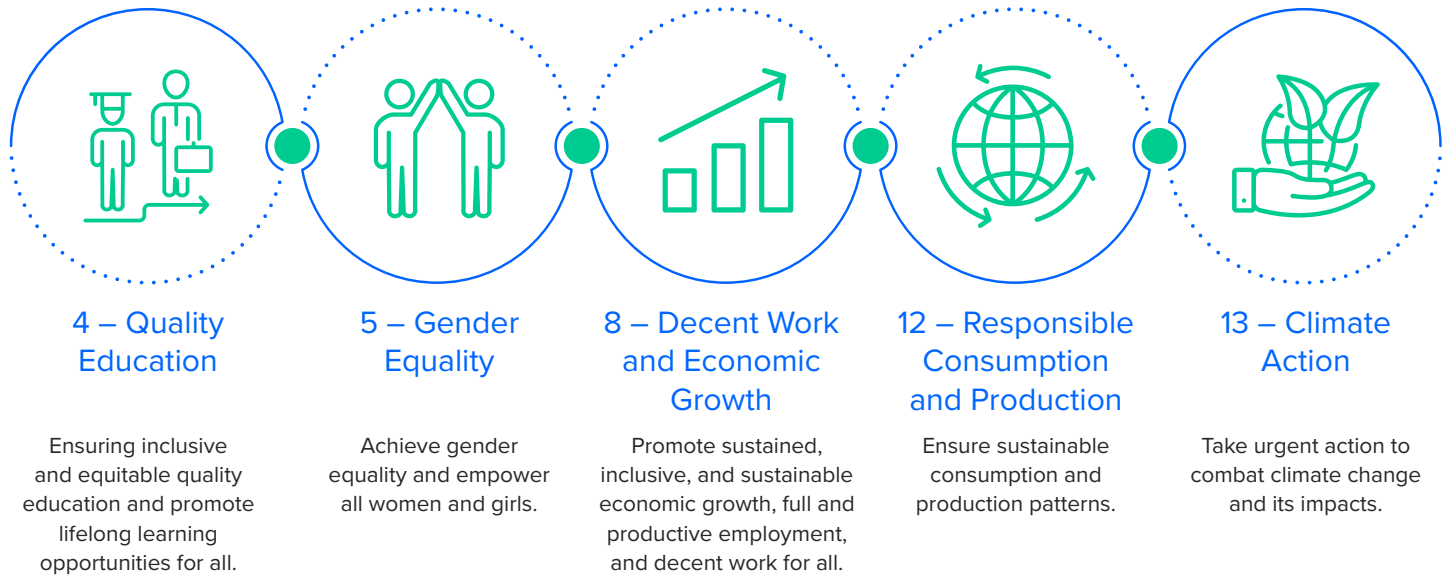 4 – Quality
Education
Ensuring inclusive
and equitable quality
education and promote
lifelong learning
opportunities for all.
5 – Gender
Equality
Achieve gender
equality and empower
all women and girls.
8 – Decent Work
and Economic
Growth
Promote sustained,
inclusive, and sustainable
economic growth, full and
productive employment,
and decent work for all.
12 – Responsible
Consumption
and Production
Ensure sustainable
consumption and
production patterns.
13 – Climate
Action
Take urgent action to
combat climate change
and its impacts.